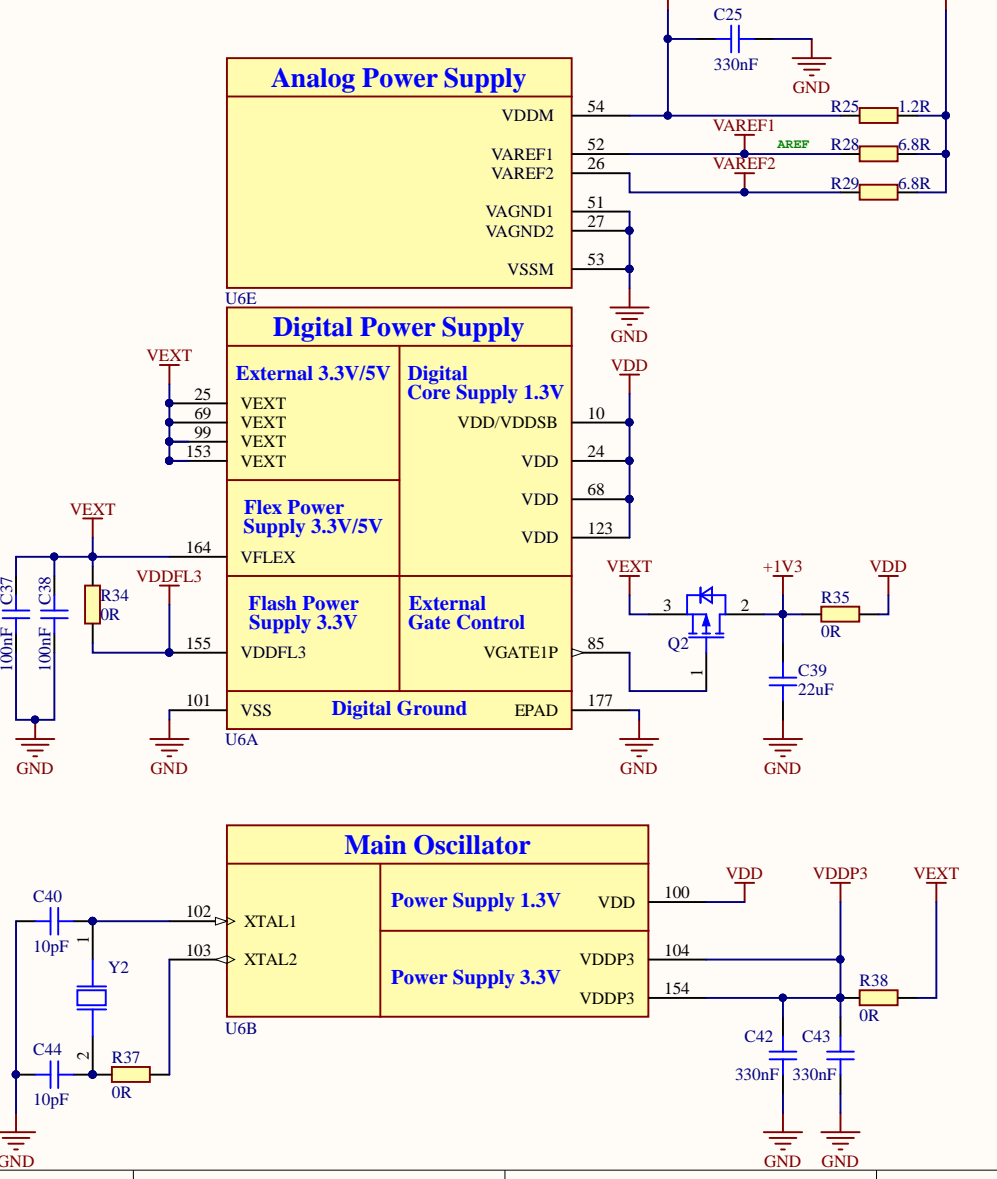 C25
330nF
GND
Analog Power Supply
VDDM
54
R25
1.2R
VAREF1
VAREF1
52
AREF
R28
6.8R
VAREF2
26
VAREF2
R29
6.8R
VAGND1
51
VAGND2
27
VSSM
53
GND
U6E
Digital Power Supply
VEXT
External 3.3V/5V
25
VEXT
69
VEXT
99
VEXT
153
VEXT
Digital
Core Supply 1.3V
VDD
VDD/VDDSB
10
VDD
24
VDD
68
VDD
123
VEXT
Flex Power
Supply 3.3V/5V
164
VFLEX
C37
100nF
C38
100nF
R34
0R
VDDFL3
Flash Power
Supply 3.3V
155
VDDFL3
External
Gate Control
VGATE1P
85
VEXT
3
Q2
2
1
+1V3
R35
0R
VDD
C39
22uF
GND
101
VSS
Digital Ground
EPAD
177
U6A
GND
GND
GND
Main Oscillator
C40
10pF
102
XTAL1
103
XTAL2
1
Y2
2
C44
10pF
R37
0R
GND
Power Supply 1.3V
VDD
100
VDD
Power Supply 3.3V
VDDP3
104
VDDP3
154
VDDP3
VEXT
R38
0R
U6B
C42
330nF
C43
330nF
GND
GND